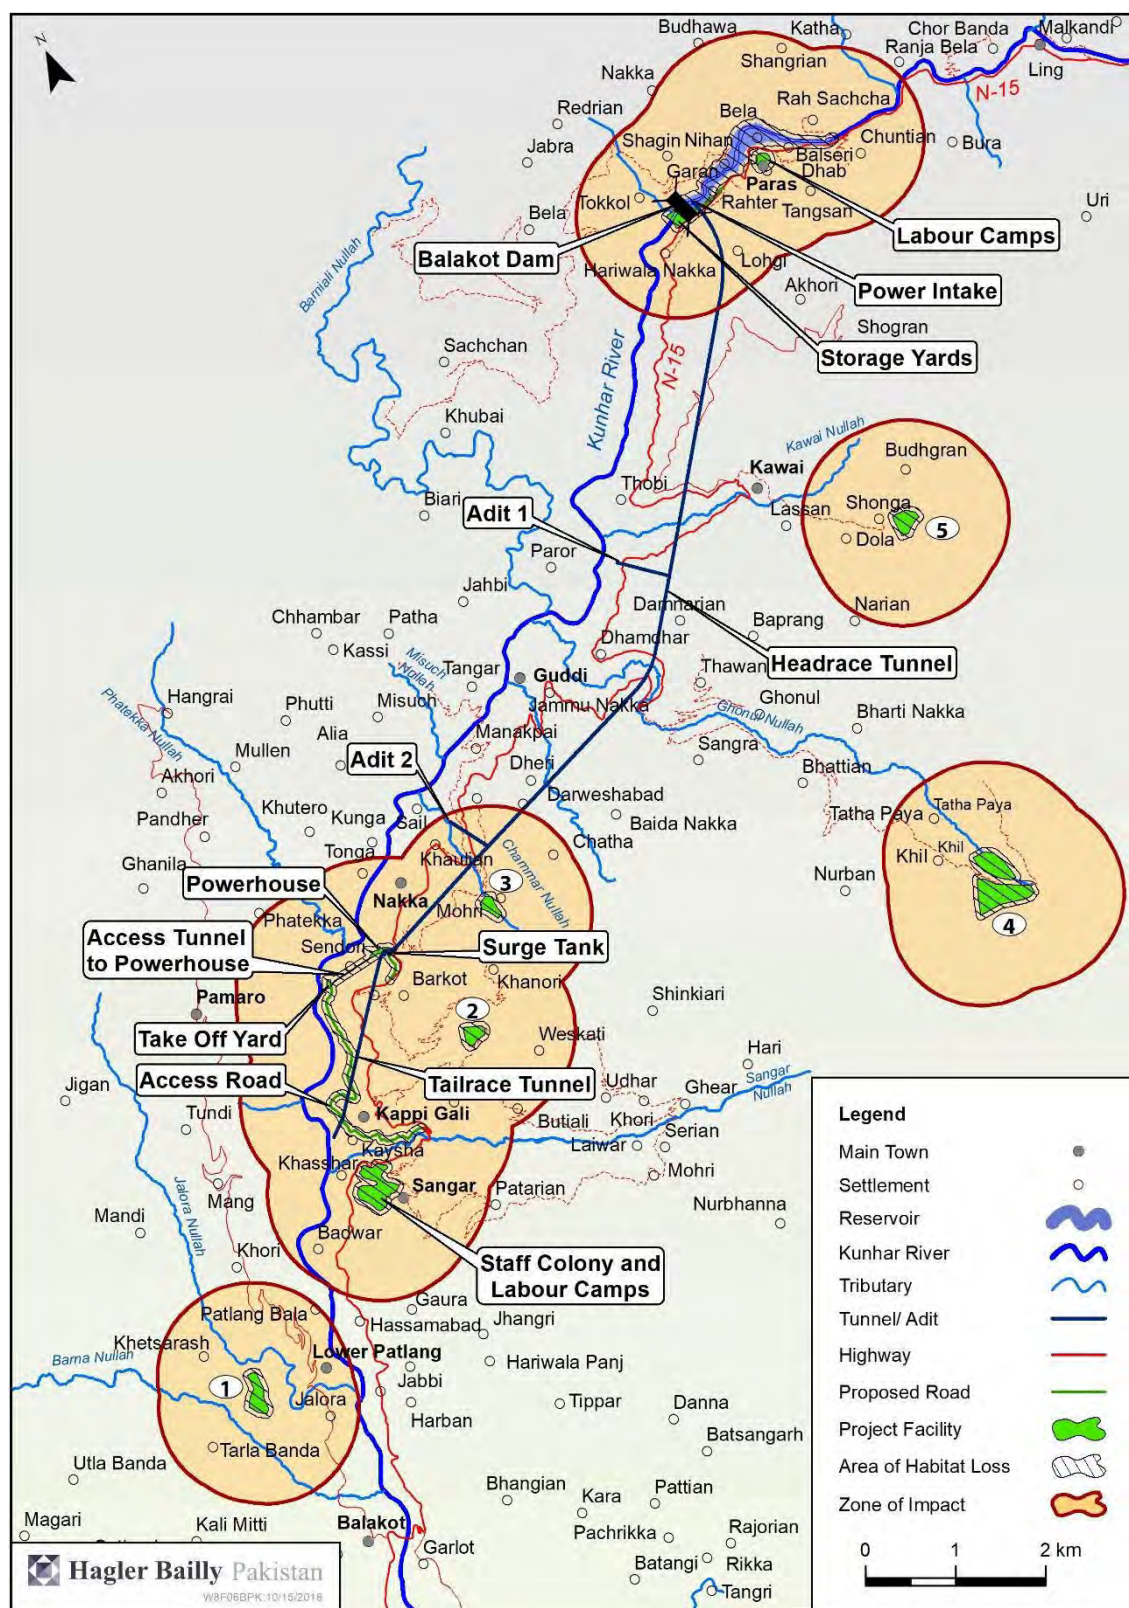 N
Budhawa
Katha
Chor Banda
Malkandi
Ranja Bela
Ling
Shangrian
Nakka
N-15
Redrian
Rah Sachcha
Bela
Jabra
Shagin
Nihan
Chuntian
Bura
Balseri
Garan
Dhab
Paras
Tokkol
Rahter
Tangsan
Uri
Bela
Labour Camps
Balakot Dam
Lohgi
Hariwala Nakka
Power Intake
Akhori
Barniali Nullah
Shogran
Storage Yards
Sachchan
N-15
Kunhar River
Khubai
Kawai Nullah
Budhgran
Kawai
Thobi
Biari
Adit 1
Lassan
Shonga
5
Dola
Paror
Jahbi
Damnarian
Narian
Chhambar
Patha
Baprang
Kassi
Dhamdhar
Misuch
Nullah
Tangar
Guddi
Thawan
Headrace Tunnel
Phatekka Nullah
Hangrai
Phutti
Misuch
Jammu Nakka
Ghonul
Ghonul Nullah
Bharti Nakka
Alia
Manakpai
Mullen
Sangra
Adit 2
Dheri
Bhattian
Akhori
Darweshabad
Khutero
Kunga
Sail
Tatha Paya
Tatha Paya
Pandher
Baida Nakka
Tonga
Khautian
Chatha
Khil
Khil
Ghanila
Chammar Nullah
Powerhouse
Nakka
3
Nurban
Mohri
Phatekka
4
Access Tunnel
to Powerhouse
Sendori
Surge Tank
Barkot
Khanori
Pamaro
Shinkiari
2
Take Off Yard
Weskati
Hari
Tailrace Tunnel
Sangar
Nullah
Access Road
Jigan
Udhar
Ghear
Kappi Gali
Tundi
Butiali
Khori
Kaysha
Laiwar
Serian
Khasshar
Mohri
Jalora Nullah
Mang
Sangar
Patarian
Mandi
Nurbhanna
Badwar
Khori
Staff Colony and
Labour Camps
Gaura
Patlang Bala
Hassamabad
Jhangri
Khetsarash
Barna Nullah
Lower Patlang
Hariwala Panj
1
Jabbi
Jalora
Harban
Tippar
Danna
Tarla Banda
Batsangarh
Utla Banda
Bhangian
Pattian
Kara
Magari
Kali Mitti
Balakot
Pachrikka
Rajorian
Garlot
Batangi
Rikka
Tangri
Legend
Main Town
Settlement
Reservoir
Kunhar River
Tributary
Tunnel/ Adit
Highway
Proposed Road
Project Facility
Area of Habitat Loss
Zone of Impact
0 1 2 km
Hagler Bailly Pakistan
W8F06BPK:10/15/2018